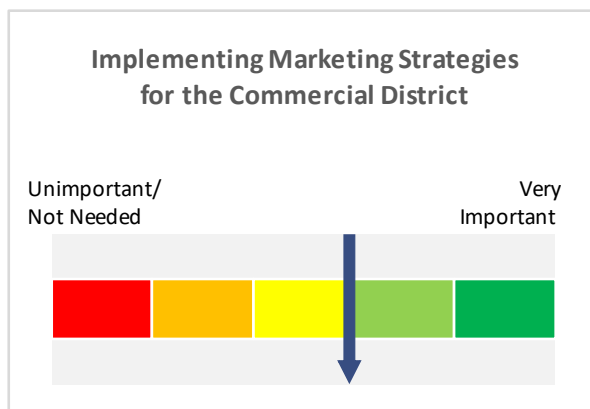 Implementing Marketing Strategies
for the Commercial District
Unimportant/
Not Needed
Very
Important